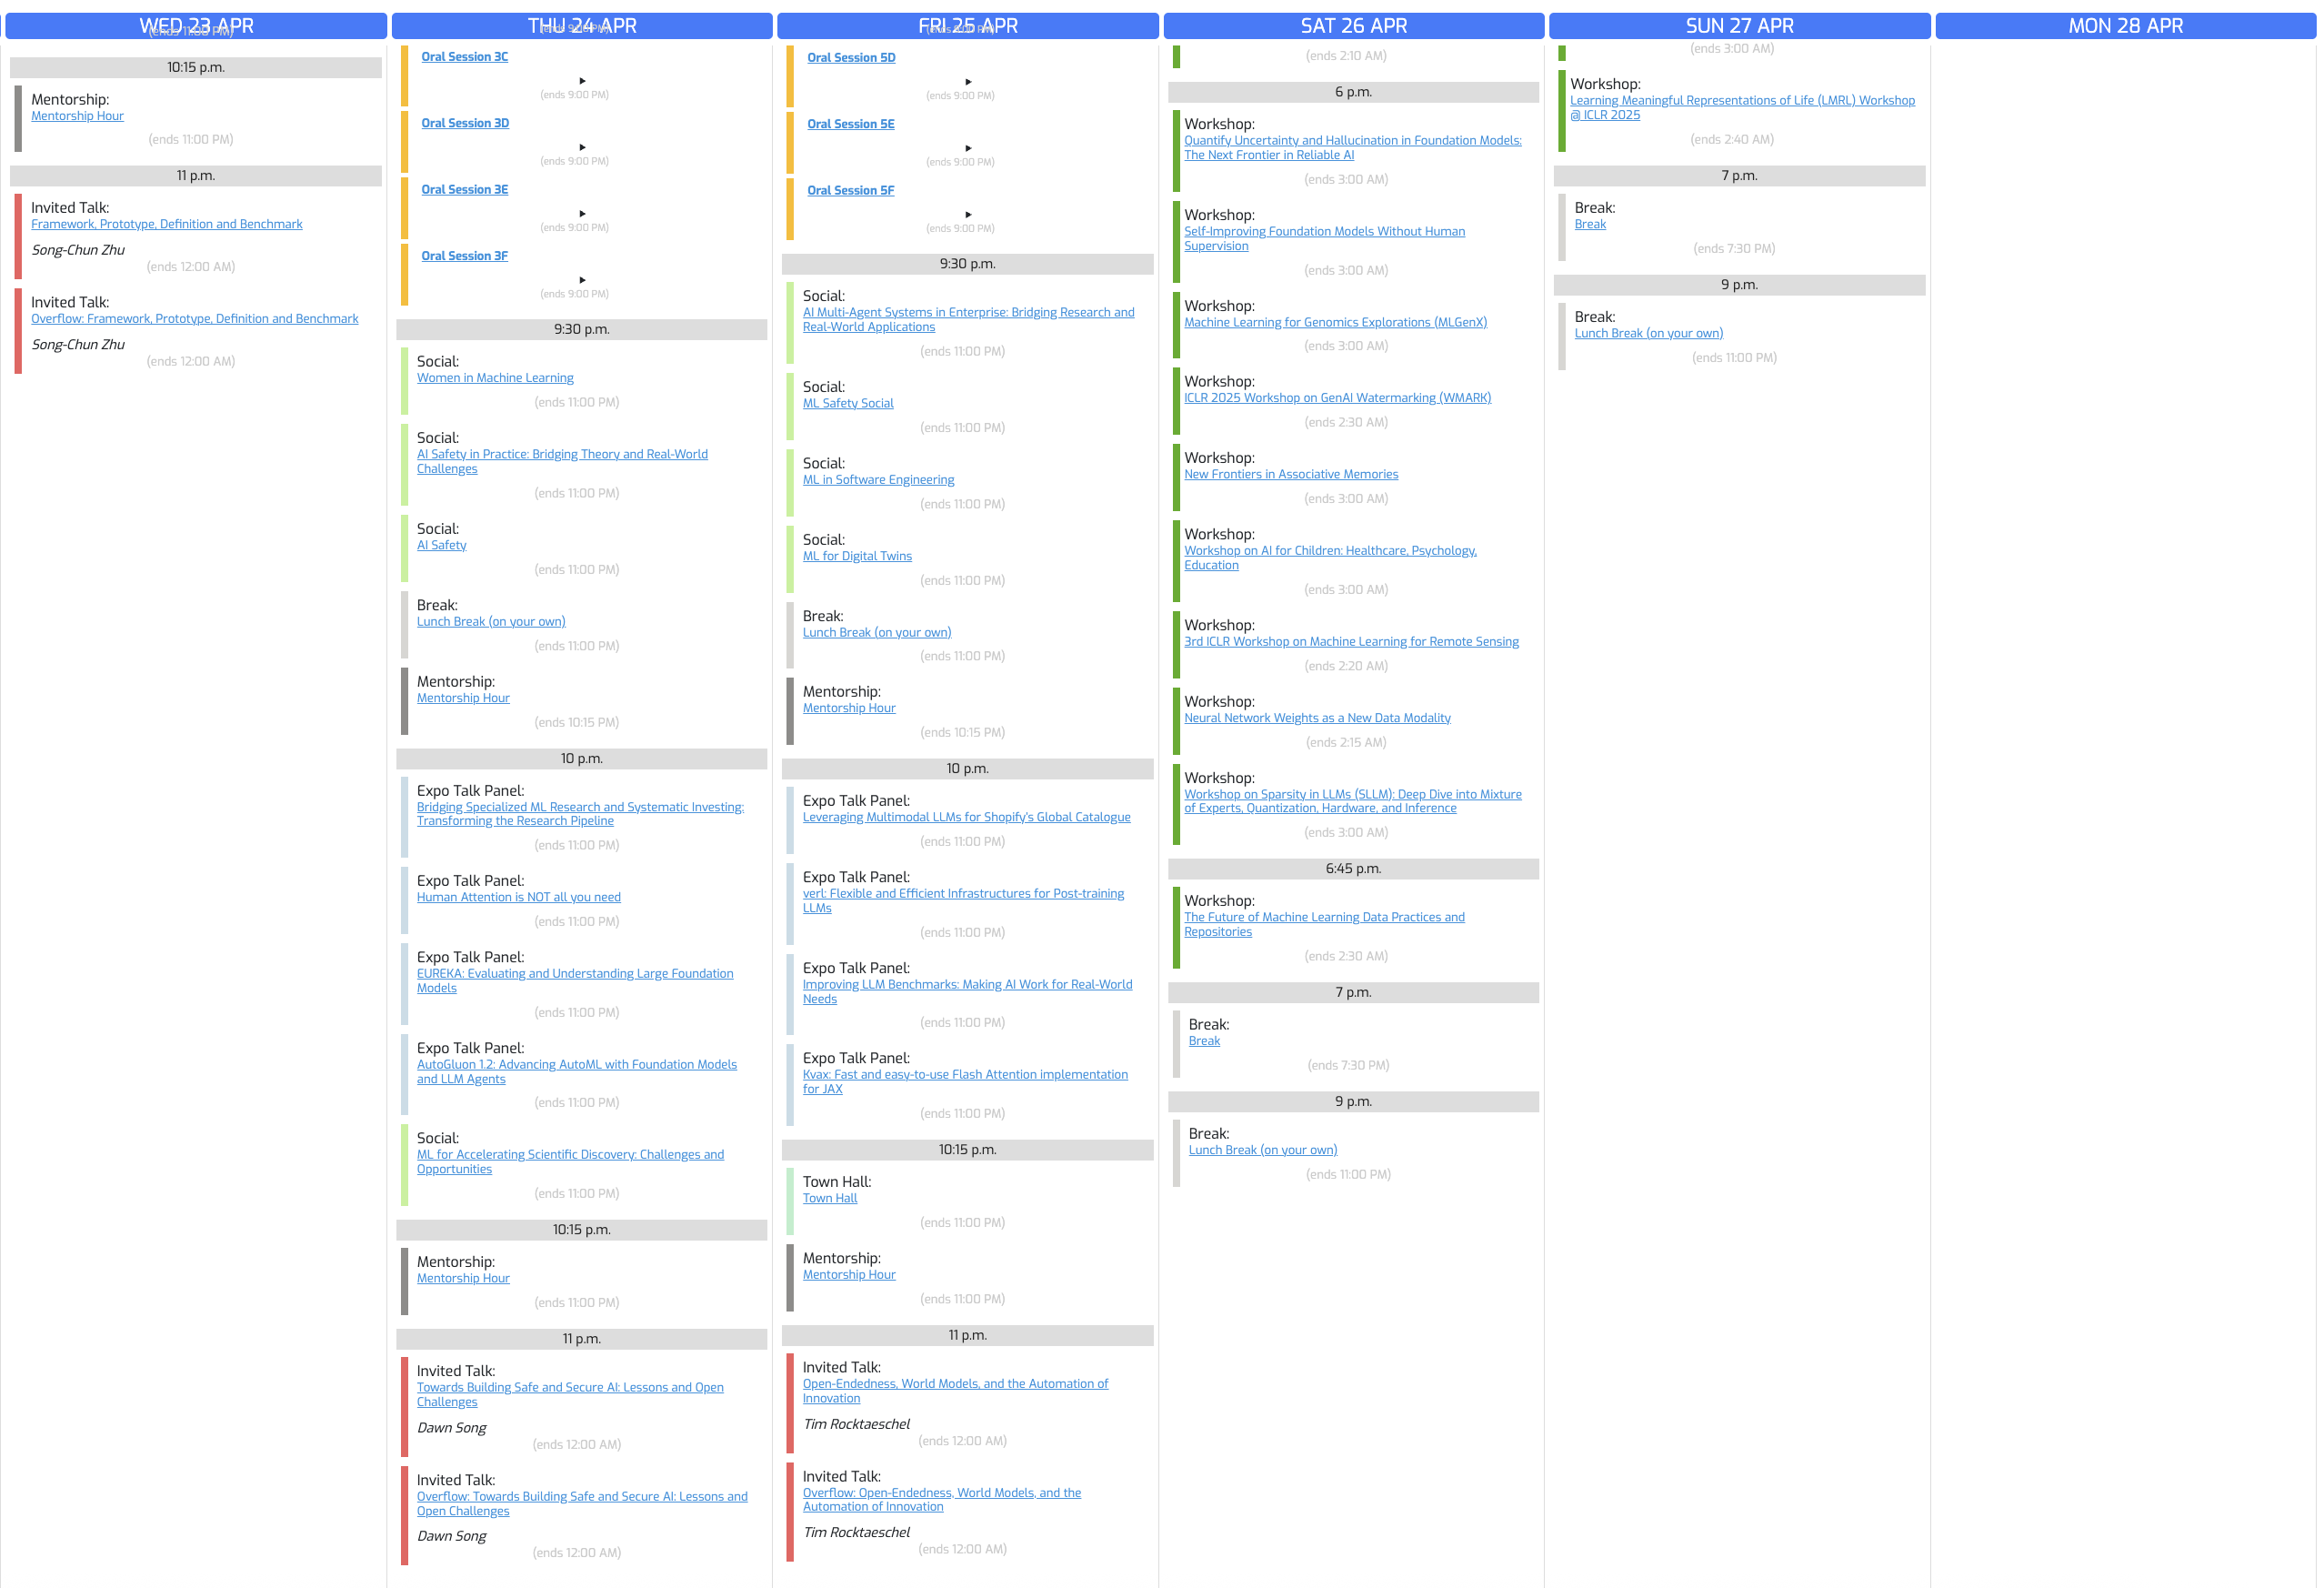 WED 23 APR
(ends 11:00 PM)
10:15 p.m.
Mentorship:
Mentorship Hour
(ends 11:00 PM)
11 p.m.
Invited Talk:
Framework, Prototype, Definition and Benchmark
Song-Chun Zhu
(ends 12:00 AM)
Invited Talk:
Overflow: Framework, Prototype, Definition and Benchmark
Song-Chun Zhu
(ends 12:00 AM)
THU 24 APR
(ends 9:00 PM)
Oral Session 3C
(ends 9:00 PM)
Oral Session 3D
(ends 9:00 PM)
Oral Session 3E
(ends 9:00 PM)
Oral Session 3F
(ends 9:00 PM)
9:30 p.m.
Social:
Women in Machine Learning
(ends 11:00 PM)
Social:
AI Safety in Practice: Bridging Theory and Real-World
Challenges
(ends 11:00 PM)
Social:
AI Safety
(ends 11:00 PM)
Break:
Lunch Break (on your own)
(ends 11:00 PM)
Mentorship:
Mentorship Hour
(ends 10:15 PM)
10 p.m.
Expo Talk Panel:
Bridging Specialized ML Research and Systematic Investing:
Transforming the Research Pipeline
(ends 11:00 PM)
Expo Talk Panel:
Human Attention is NOT all you need
(ends 11:00 PM)
Expo Talk Panel:
EUREKA: Evaluating and Understanding Large Foundation
Models
(ends 11:00 PM)
Expo Talk Panel:
AutoGluon 1.2: Advancing AutoML with Foundation Models
and LLM Agents
(ends 11:00 PM)
Social:
ML for Accelerating Scientific Discovery: Challenges and
Opportunities
(ends 11:00 PM)
10:15 p.m.
Mentorship:
Mentorship Hour
(ends 11:00 PM)
11 p.m.
Invited Talk:
Towards Building Safe and Secure AI: Lessons and Open
Challenges
Dawn Song
(ends 12:00 AM)
Invited Talk:
Overflow: Towards Building Safe and Secure AI: Lessons and
Open Challenges
Dawn Song
(ends 12:00 AM)
FRI 25 APR
(ends 9:00 PM)
Oral Session 5D
(ends 9:00 PM)
Oral Session 5E
(ends 9:00 PM)
Oral Session 5F
(ends 9:00 PM)
9:30 p.m.
Social:
AI Multi-Agent Systems in Enterprise: Bridging Research and
Real-World Applications
(ends 11:00 PM)
Social:
ML Safety Social
(ends 11:00 PM)
Social:
ML in Software Engineering
(ends 11:00 PM)
Social:
ML for Digital Twins
(ends 11:00 PM)
Break:
Lunch Break (on your own)
(ends 11:00 PM)
Mentorship:
Mentorship Hour
(ends 10:15 PM)
10 p.m.
Expo Talk Panel:
Leveraging Multimodal LLMs for Shopify's Global Catalogue
(ends 11:00 PM)
Expo Talk Panel:
verl: Flexible and Efficient Infrastructures for Post-training
LLMs
(ends 11:00 PM)
Expo Talk Panel:
Improving LLM Benchmarks: Making AI Work for Real-World
Needs
(ends 11:00 PM)
Expo Talk Panel:
Kvax: Fast and easy-to-use Flash Attention implementation
for JAX
(ends 11:00 PM)
10:15 p.m.
Town Hall:
Town Hall
(ends 11:00 PM)
Mentorship:
Mentorship Hour
(ends 11:00 PM)
11 p.m.
Invited Talk:
Open-Endedness, World Models, and the Automation of
Innovation
Tim Rocktaeschel
(ends 12:00 AM)
Invited Talk:
Overflow: Open-Endedness, World Models, and the
Automation of Innovation
Tim Rocktaeschel
(ends 12:00 AM)
SAT 26 APR
(ends 2:10 AM)
6 p.m.
Workshop:
Quantify Uncertainty and Hallucination in Foundation Models:
The Next Frontier in Reliable AI
(ends 3:00 AM)
Workshop:
Self-Improving Foundation Models Without Human
Supervision
(ends 3:00 AM)
Workshop:
Machine Learning for Genomics Explorations (MLGenX)
(ends 3:00 AM)
Workshop:
ICLR 2025 Workshop on GenAI Watermarking (WMARK)
(ends 2:30 AM)
Workshop:
New Frontiers in Associative Memories
(ends 3:00 AM)
Workshop:
Workshop on AI for Children: Healthcare, Psychology,
Education
(ends 3:00 AM)
Workshop:
3rd ICLR Workshop on Machine Learning for Remote Sensing
(ends 2:20 AM)
Workshop:
Neural Network Weights as a New Data Modality
(ends 2:15 AM)
Workshop:
Workshop on Sparsity in LLMs (SLLM): Deep Dive into Mixture
of Experts, Quantization, Hardware, and Inference
(ends 3:00 AM)
6:45 p.m.
Workshop:
The Future of Machine Learning Data Practices and
Repositories
(ends 2:30 AM)
7 p.m.
Break:
Break
(ends 7:30 PM)
9 p.m.
Break:
Lunch Break (on your own)
(ends 11:00 PM)
SUN 27 APR
(ends 3:00 AM)
Workshop:
Learning Meaningful Representations of Life (LMRL) Workshop
@ ICLR 2025
(ends 2:40 AM)
7 p.m.
Break:
Break
(ends 7:30 PM)
9 p.m.
Break:
Lunch Break (on your own)
(ends 11:00 PM)
MON 28 APR